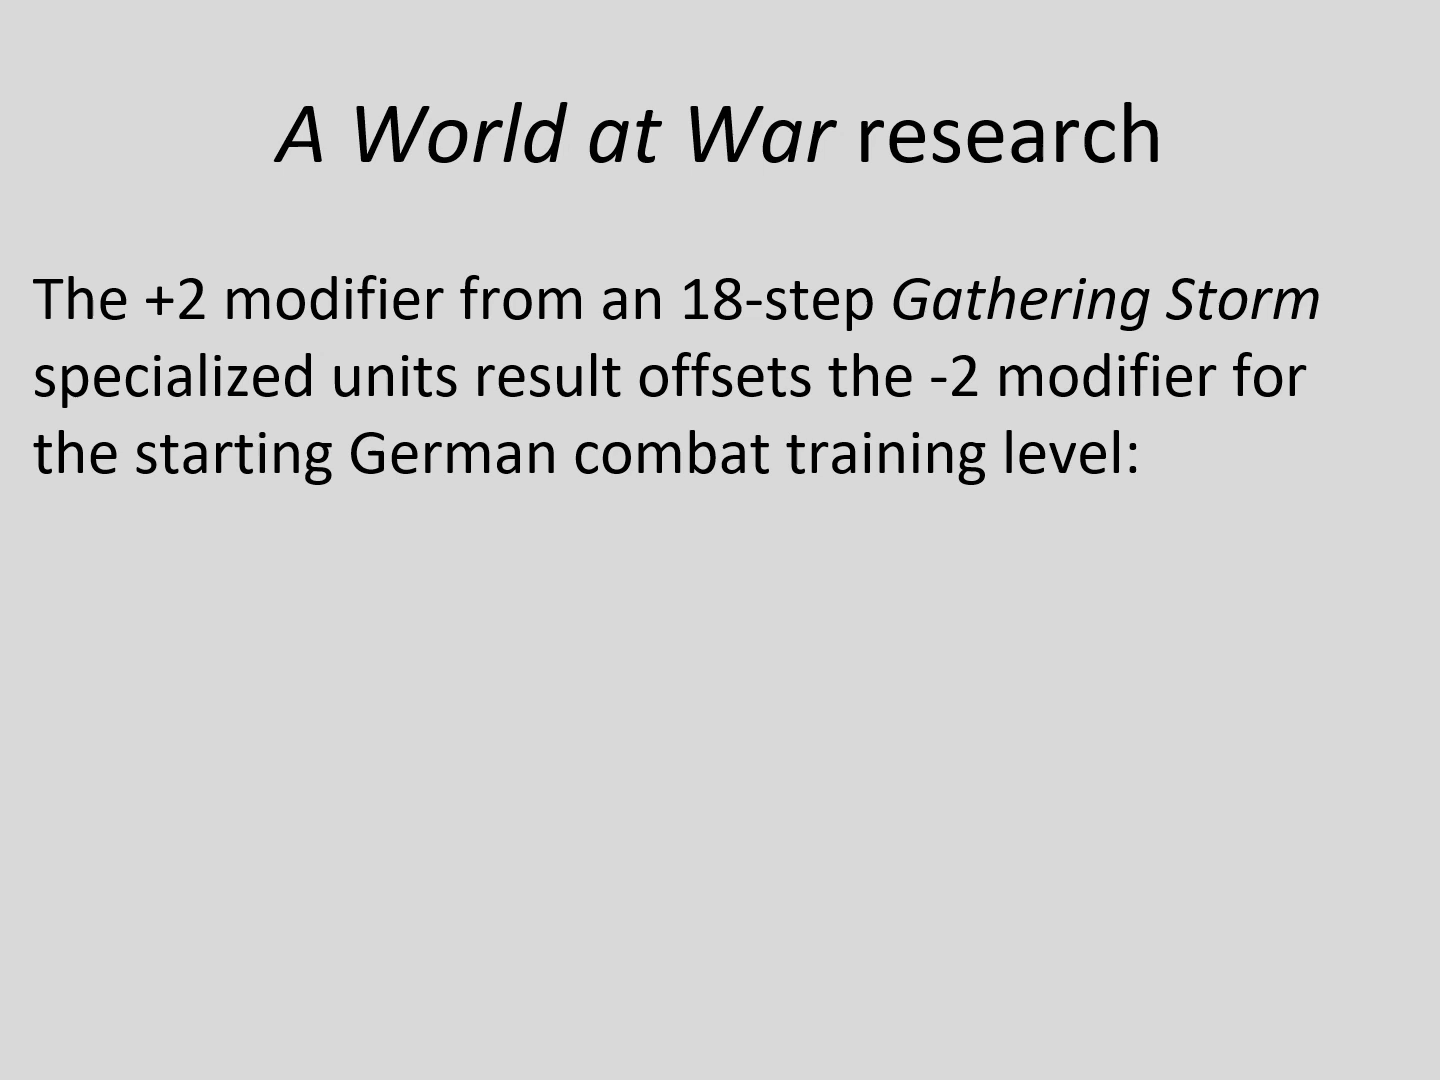 A World at War research
The +2 modifier from an 18-step Gathering Storm
specialized units result offsets the -2 modifier for
the starting German combat training level: